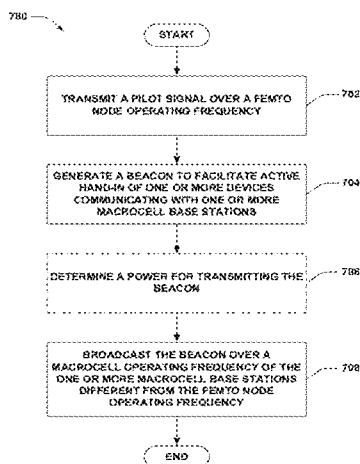 700
START
TRANSMIT A PILOT SIGNAL OVER A FEMTO
NODE OPERATING FREQUENCY
702
GENERATE A BEACON TO FACILITATE ACTIVE
HAND-IN OF ONE OR MORE DEVICES
COMMUNICATING WITH ONE OR MORE
MACROCELL BASE STATIONS
704
DETERMINE A POWER FOR TRANSMITTING THE
BEACON
706
BROADCAST THE BEACON OVER A
MACROCELL OPERATING FREQUENCY OF THE
ONE OR MORE MACROCELL BASE STATIONS
DIFFERENT FROM THE FEMTO NODE
OPERATING FREQUENCY
708
END